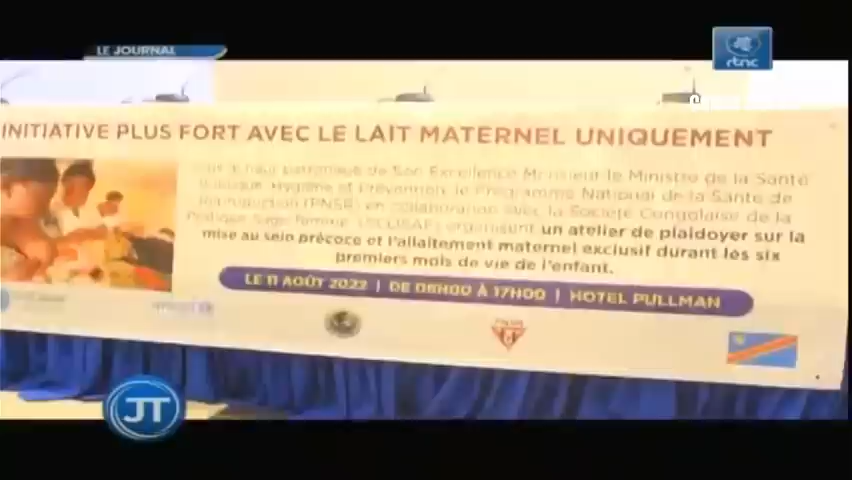 LE JOURNAL
rtnc
INITIATIVE PLUS FORT AVEC LE LAIT MATERNEL UNIQUEMENT
haut patronage de Son Excellence Monsieur le Ministre de la Santé
Publique, Hygiène et Prévention, le Programme National de la Santé de
Reproduction (PNSR) en collaboration avec la Société Congolaise de la
Pratique Sage femme organisent un atelier de plaidoyer sur la
mise au sein précoce et l'allaitement maternel exclusif durant les six
premiers mois de vie de l'enfant.
LE 11 AOÛT 2022 | DE 08H00 À 17H00 | HOTEL PULLMAN
JT